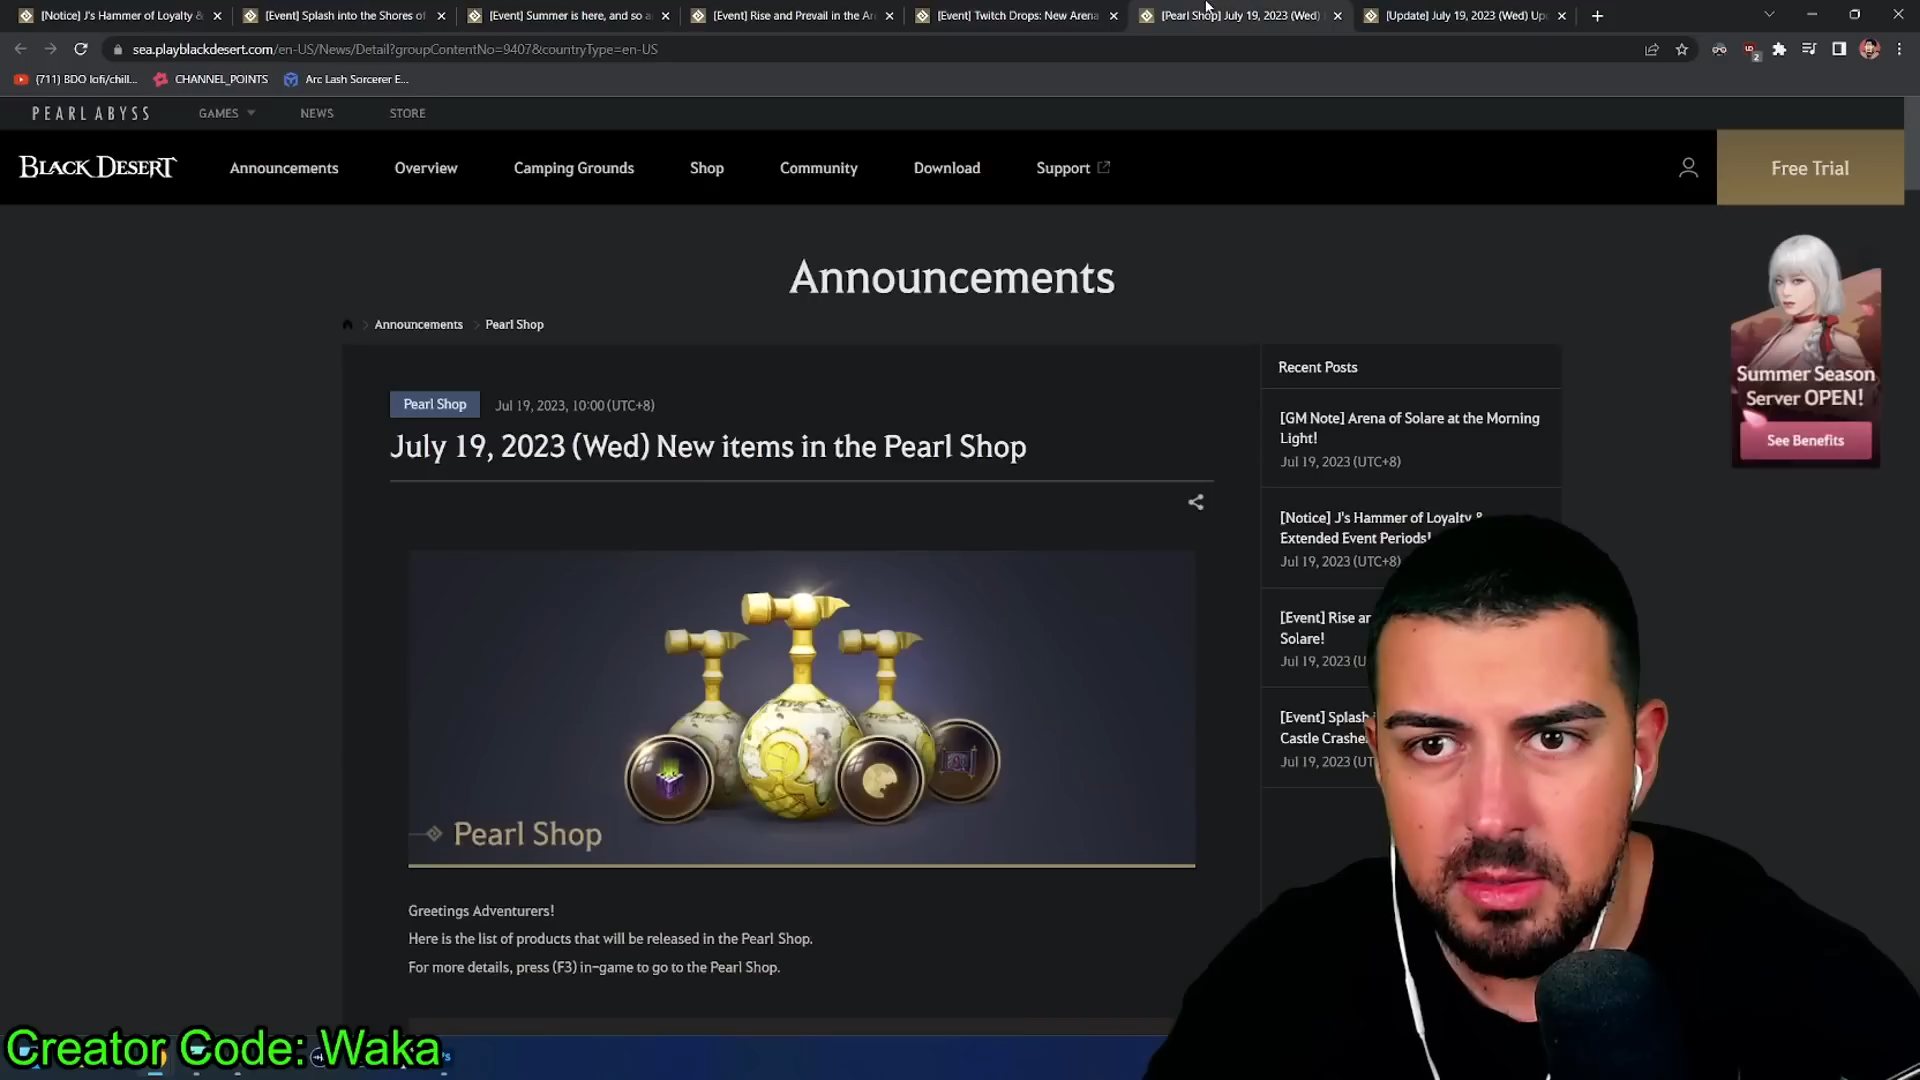 [Notice] J's Hammer of Loyalty &
[Event] Splash into the Shores of
[Event] Summer is here, and so a
[Event] Rise and Prevail in the Are
[Event] Twitch Drops: New Arena
[Pearl Shop] July 19, 2023 (Wed)
[Update] July 19, 2023 (Wed) Up
sea.playblackdesert.com/en-US/News/Detail?groupContentNo=9407&countryType=en-US
(711) BDO lofi/chill...
CHANNEL_POINTS
Arc Lash Sorcerer E...
PEARL ABYSS
GAMES
NEWS
STORE
BLACK DESERT
Announcements
Overview
Camping Grounds
Shop
Community
Download
Support
Free Trial
Announcements
Announcements
Pearl Shop
Pearl Shop
Jul 19, 2023, 10:00 (UTC+8)
July 19, 2023 (Wed) New items in the Pearl Shop
Pearl Shop
Greetings Adventurers!
Here is the list of products that will be released in the Pearl Shop.
For more details, press (F3) in-game to go to the Pearl Shop.
Recent Posts
[GM Note] Arena of Solare at the Morning
Light!
Jul 19, 2023 (UTC+8)
[Notice] J's Hammer of Loyalty &
Extended Event Periods!
Jul 19, 2023 (UTC+8)
[Event] Rise an
Solare!
Jul 19, 2023 (U
[Event] Splash
Castle Crashe
Jul 19, 2023 (UT
Summer Season
Server OPEN!
See Benefits
Creator Code: Waka